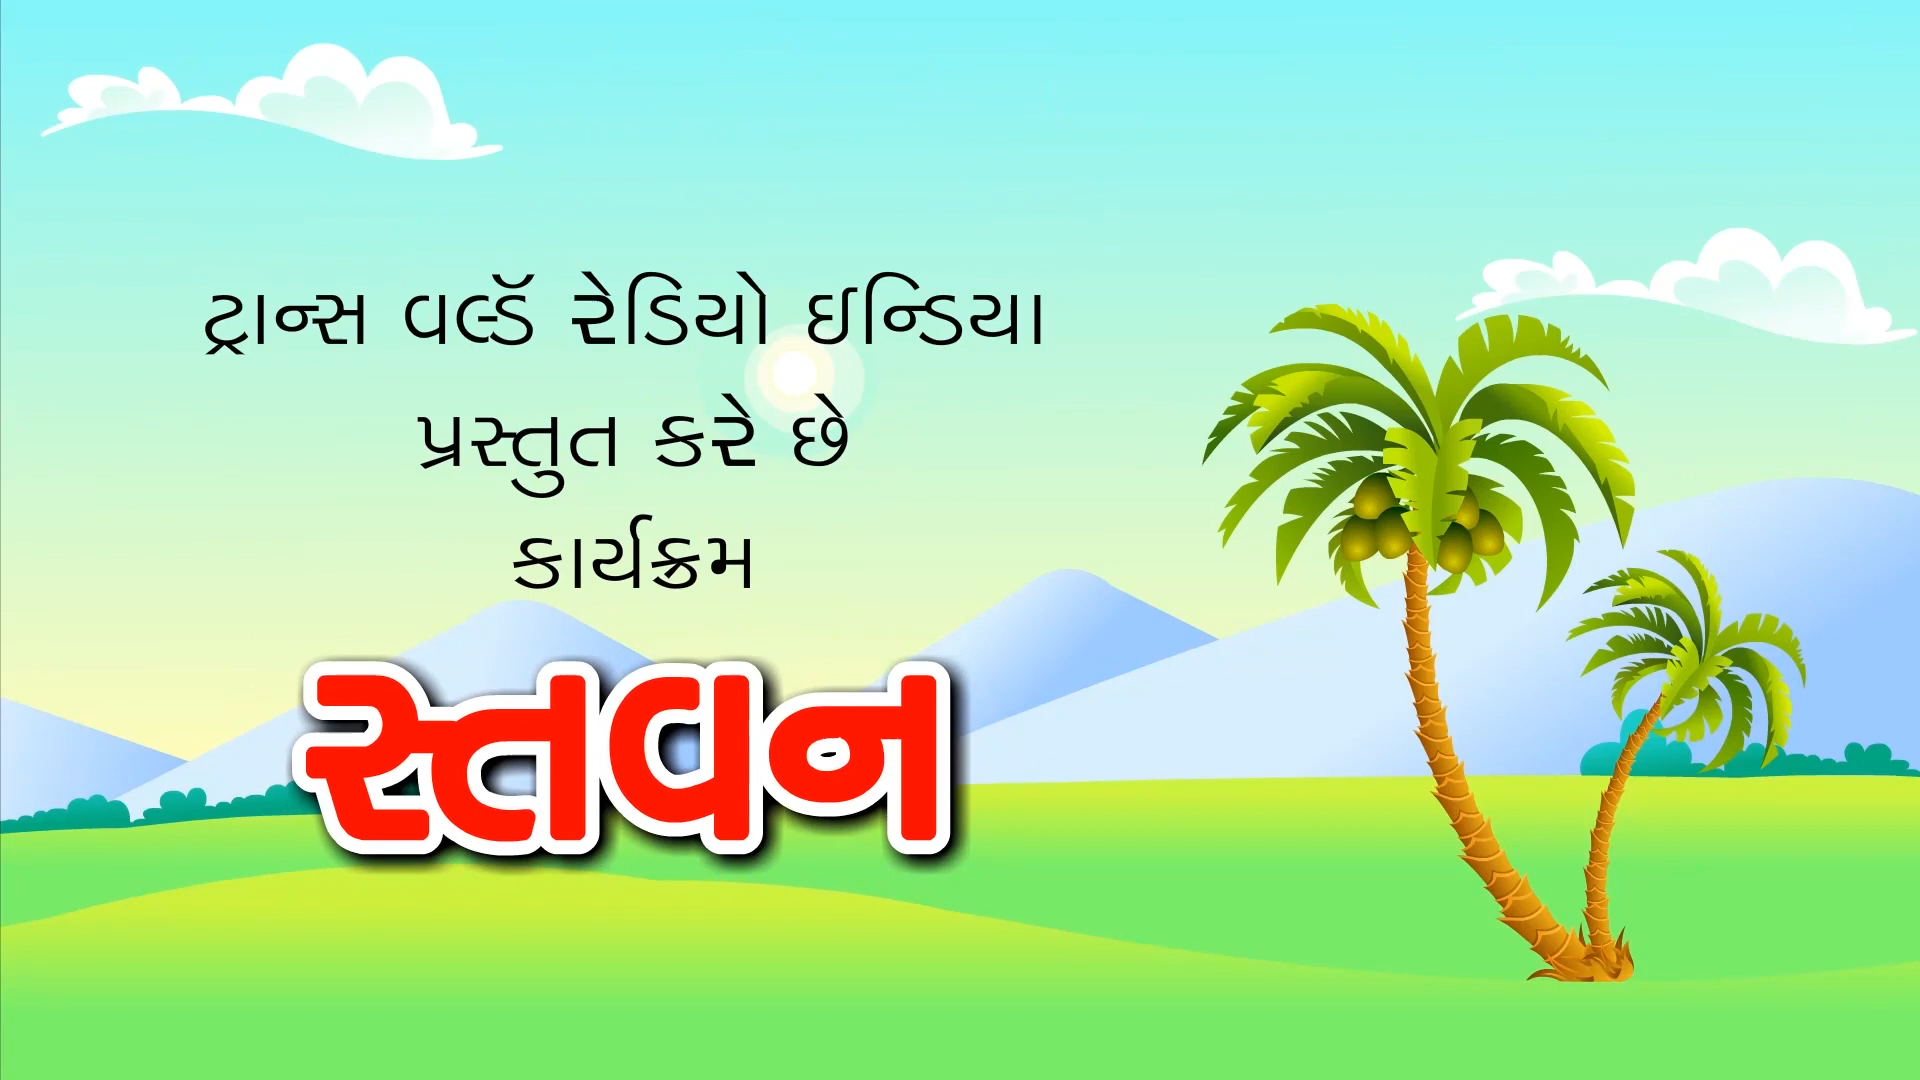 ટ્રાન્સ વર્લ્ડ રેડિયો ઇન્ડિયા
પ્રસ્તુત કરે છે
કાર્યક્રમ
સ્તવન